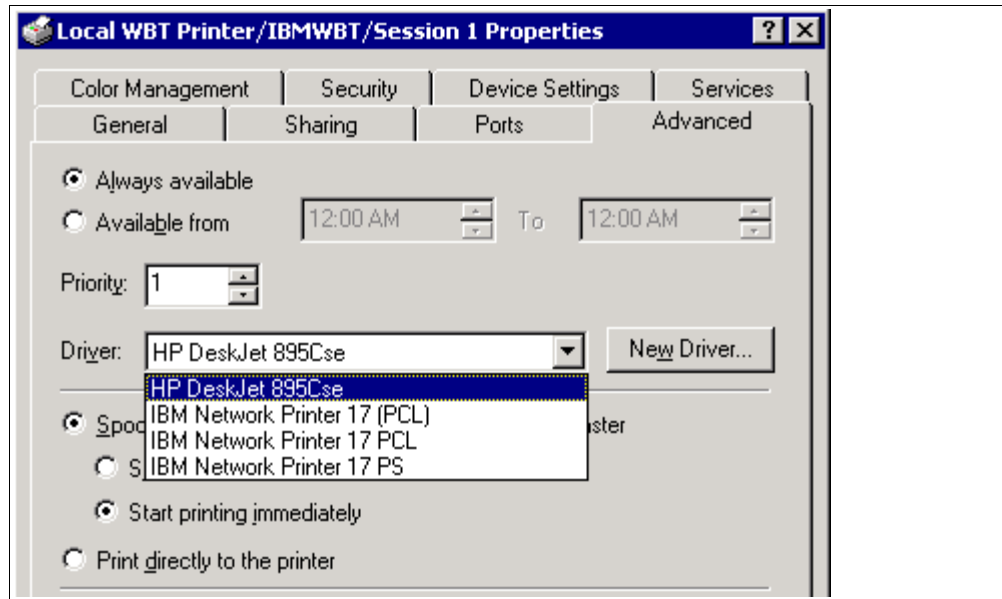 Local WBT Printer/IBMWBT/Session 1 Properties
Color Management Security Device Settings Services
General Sharing Ports Advanced
Always available
Available from 12:00 AM To 12:00 AM
Priority: 1
Driver: HP DeskJet 895Cse New Driver...
HP DeskJet 895Cse
IBM Network Printer 17 (PCL)
IBM Network Printer 17 PCL
IBM Network Printer 17 PS
Start printing immediately
Print directly to the printer